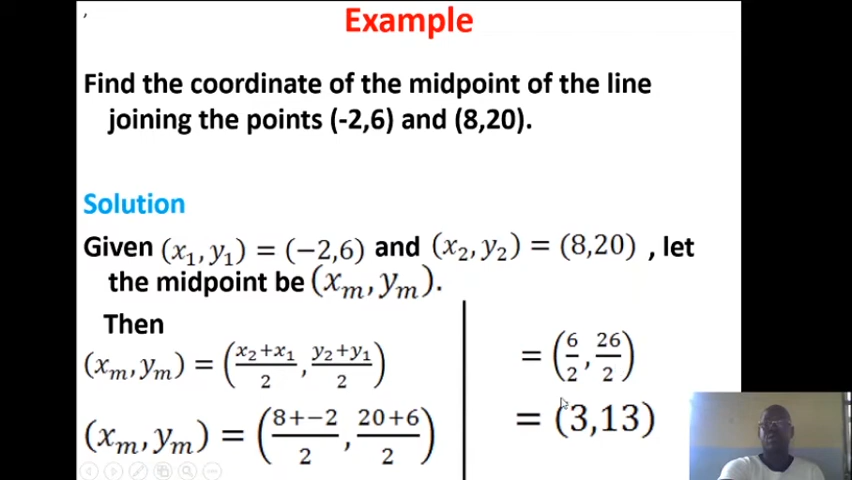 Example
Find the coordinate of the midpoint of the line
joining the points (-2,6) and (8,20).
Solution
Given (x₁, y₁) = (−2,6) and (x₂, y₂) = (8,20) , let
the midpoint be (xₘ, yₘ).
Then
(xₘ, yₘ) = ((x₂+x₁)/2, (y₂+y₁)/2)
(xₘ, yₘ) = ((8+−2)/2, (20+6)/2)
= (6/2, 26/2)
= (3,13)